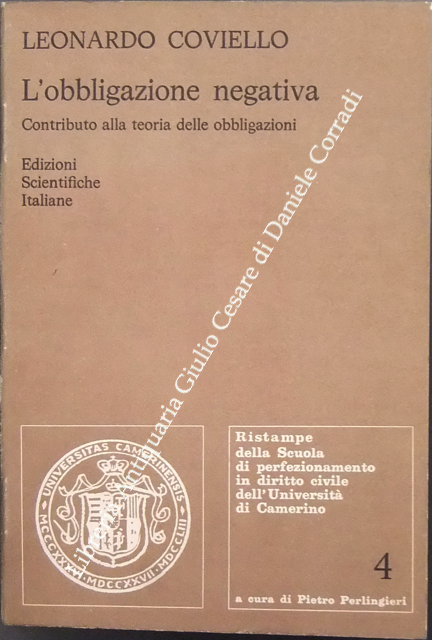 LEONARDO COVIELLO
L'obbligazione negativa
Contributo alla teoria delle obbligazioni
Edizioni
Scientifiche
Italiane
Libreria Antiquaria Giulio Cesare di Daniele Corradi
UNIVERSITAS CAMERINENSIS
MDCCXXVII
MDCCLIII
Ristampe
della Scuola
di perfezionamento
in diritto civile
dell'Università
di Camerino
4
a cura di Pietro Perlingieri